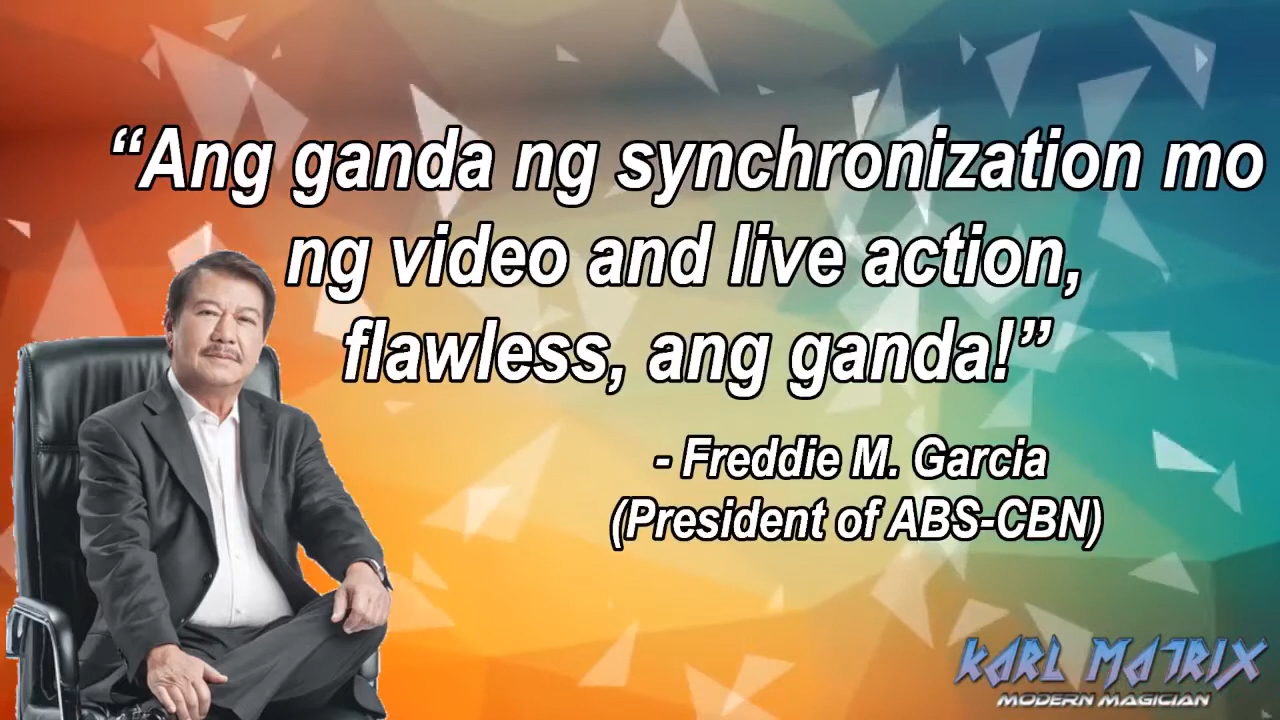 “Ang ganda ng synchronization mo
ng video and live action,
flawless, ang ganda!”
- Freddie M. Garcia
(President of ABS-CBN)
KARL MATRIX
MODERN MAGICIAN